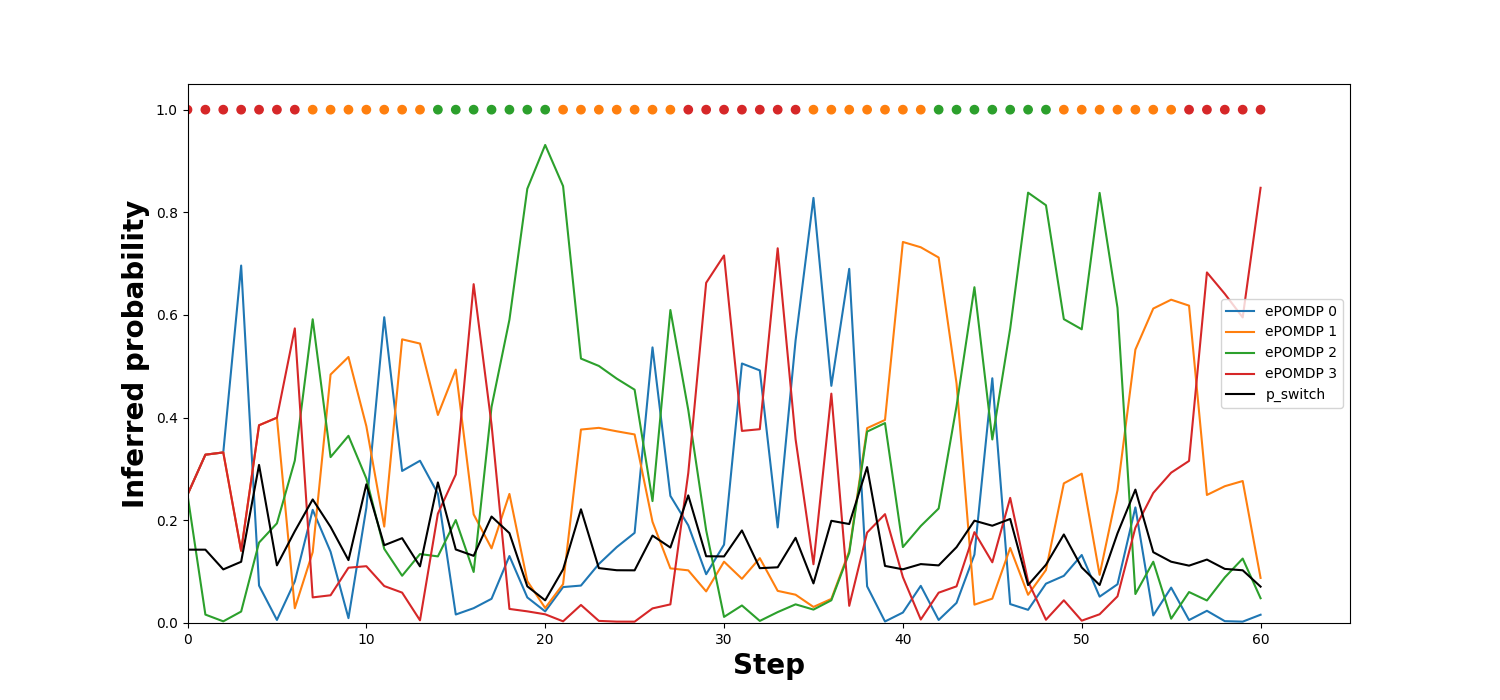 Inferred probability
1.0
0.8
0.6
0.4
0.2
0.0
ePOMDP 0
ePOMDP 1
ePOMDP 2
ePOMDP 3
p_switch
0 10 20 30 40 50 60
Step